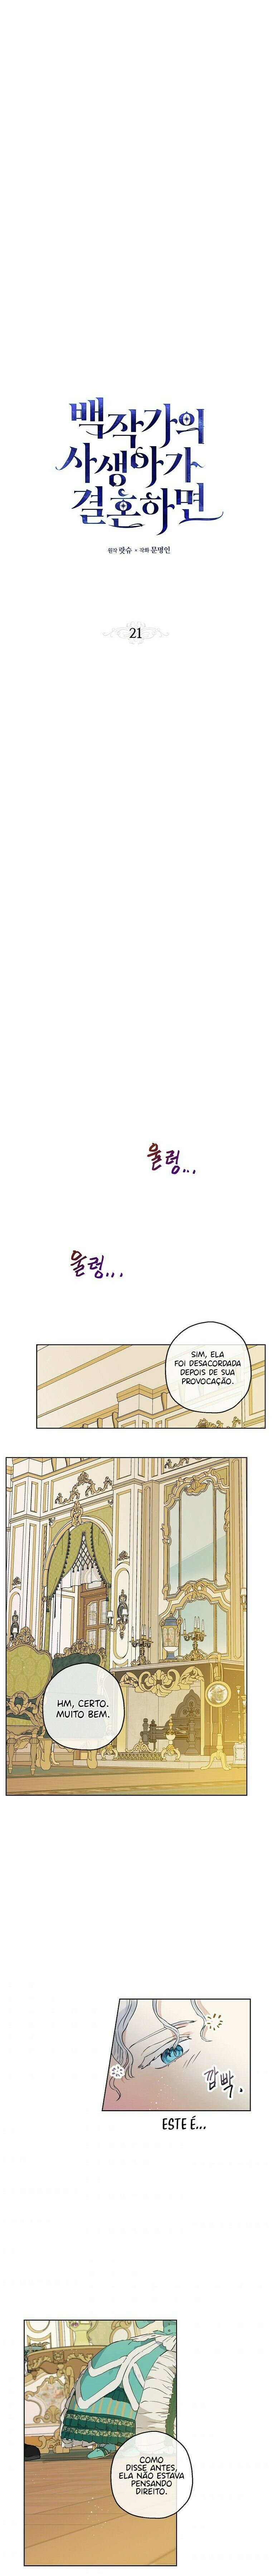 백작가의
사생아가
결혼하면
원작 랏슈 • 작화 문명인
21
울렁...
울렁...
SIM, ELA
FOI DESACORDADA
DEPOIS DE SUA
PROVOCAÇÃO.
HM, CERTO.
MUITO BEM.
깜빡.
ESTE É...
COMO
DISSE ANTES,
ELA NÃO ESTAVA
PENSANDO
DIREITO.